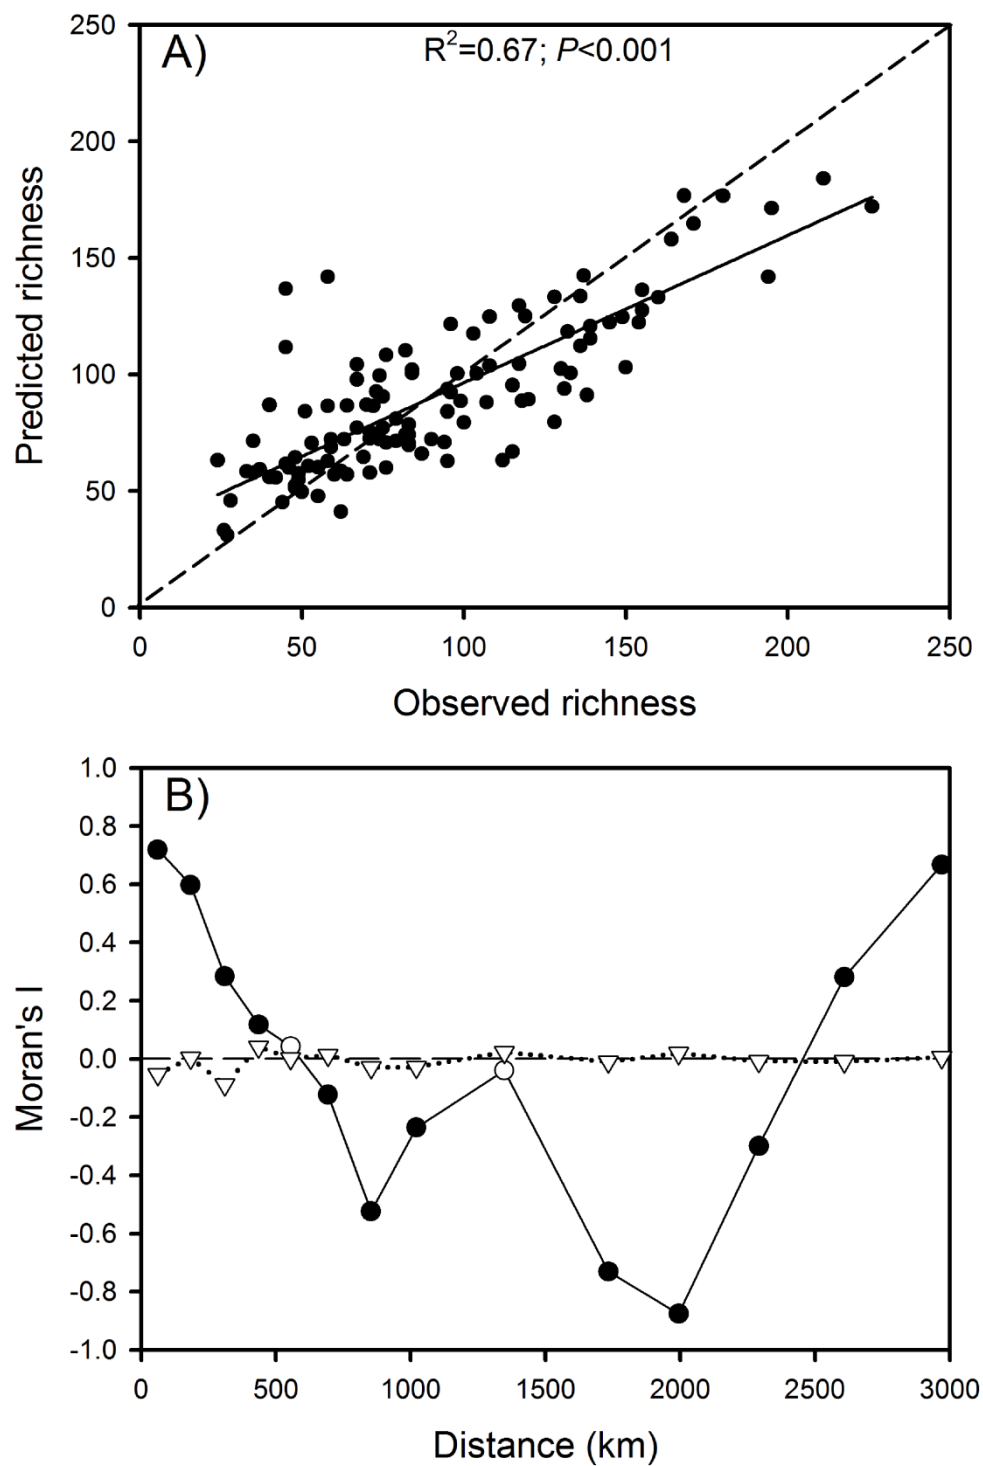 A)
R²=0.67; P<0.001
250
200
150
100
50
0
Predicted richness
0 50 100 150 200 250
Observed richness
B)
1.0
0.8
0.6
0.4
0.2
0.0
-0.2
-0.4
-0.6
-0.8
-1.0
Moran's I
0 500 1000 1500 2000 2500 3000
Distance (km)